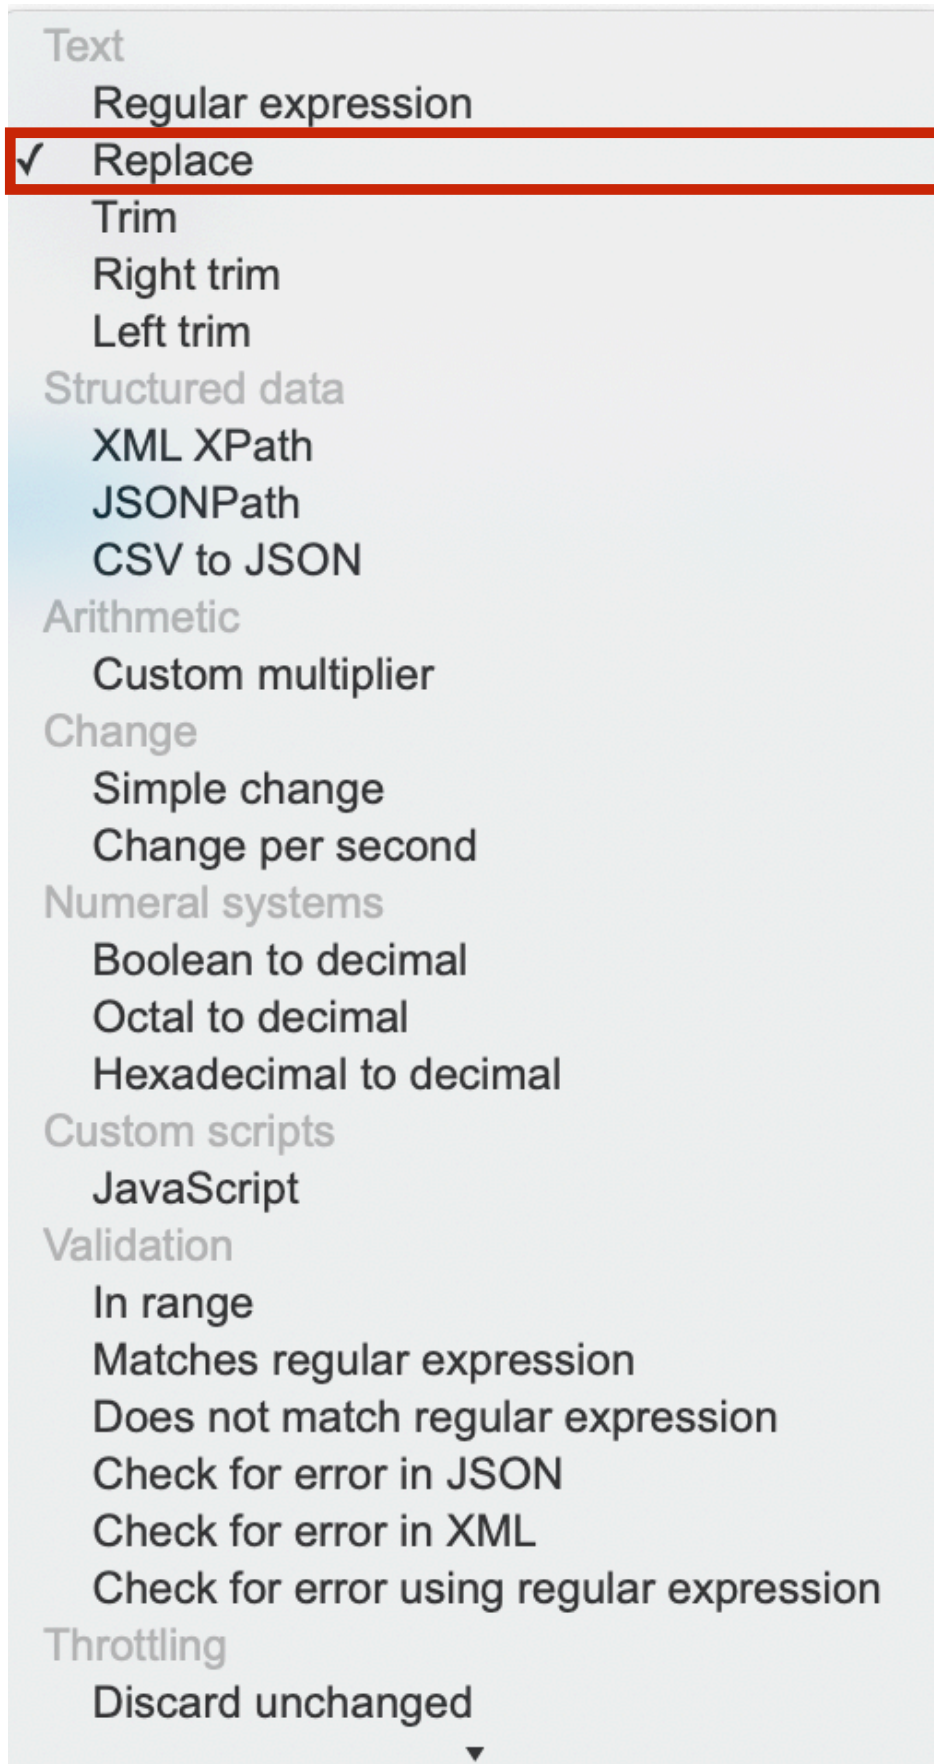 Text
Regular expression
✓ Replace
Trim
Right trim
Left trim
Structured data
XML XPath
JSONPath
CSV to JSON
Arithmetic
Custom multiplier
Change
Simple change
Change per second
Numeral systems
Boolean to decimal
Octal to decimal
Hexadecimal to decimal
Custom scripts
JavaScript
Validation
In range
Matches regular expression
Does not match regular expression
Check for error in JSON
Check for error in XML
Check for error using regular expression
Throttling
Discard unchanged